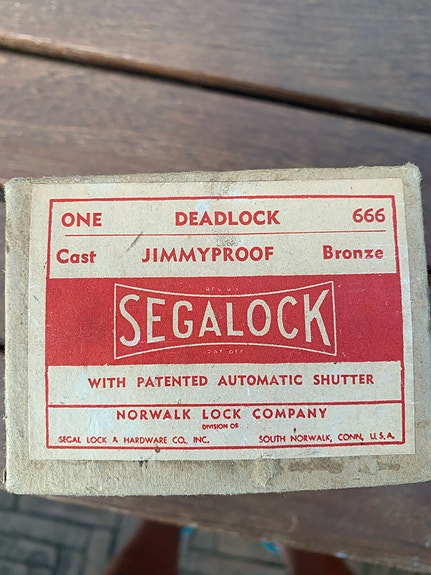 ONE DEADLOCK 666
Cast JIMMYPROOF Bronze
SEGALOCK
WITH PATENTED AUTOMATIC SHUTTER
NORWALK LOCK COMPANY
DIVISION OF
SEGAL LOCK & HARDWARE CO., INC. SOUTH NORWALK, CONN., U.S.A.